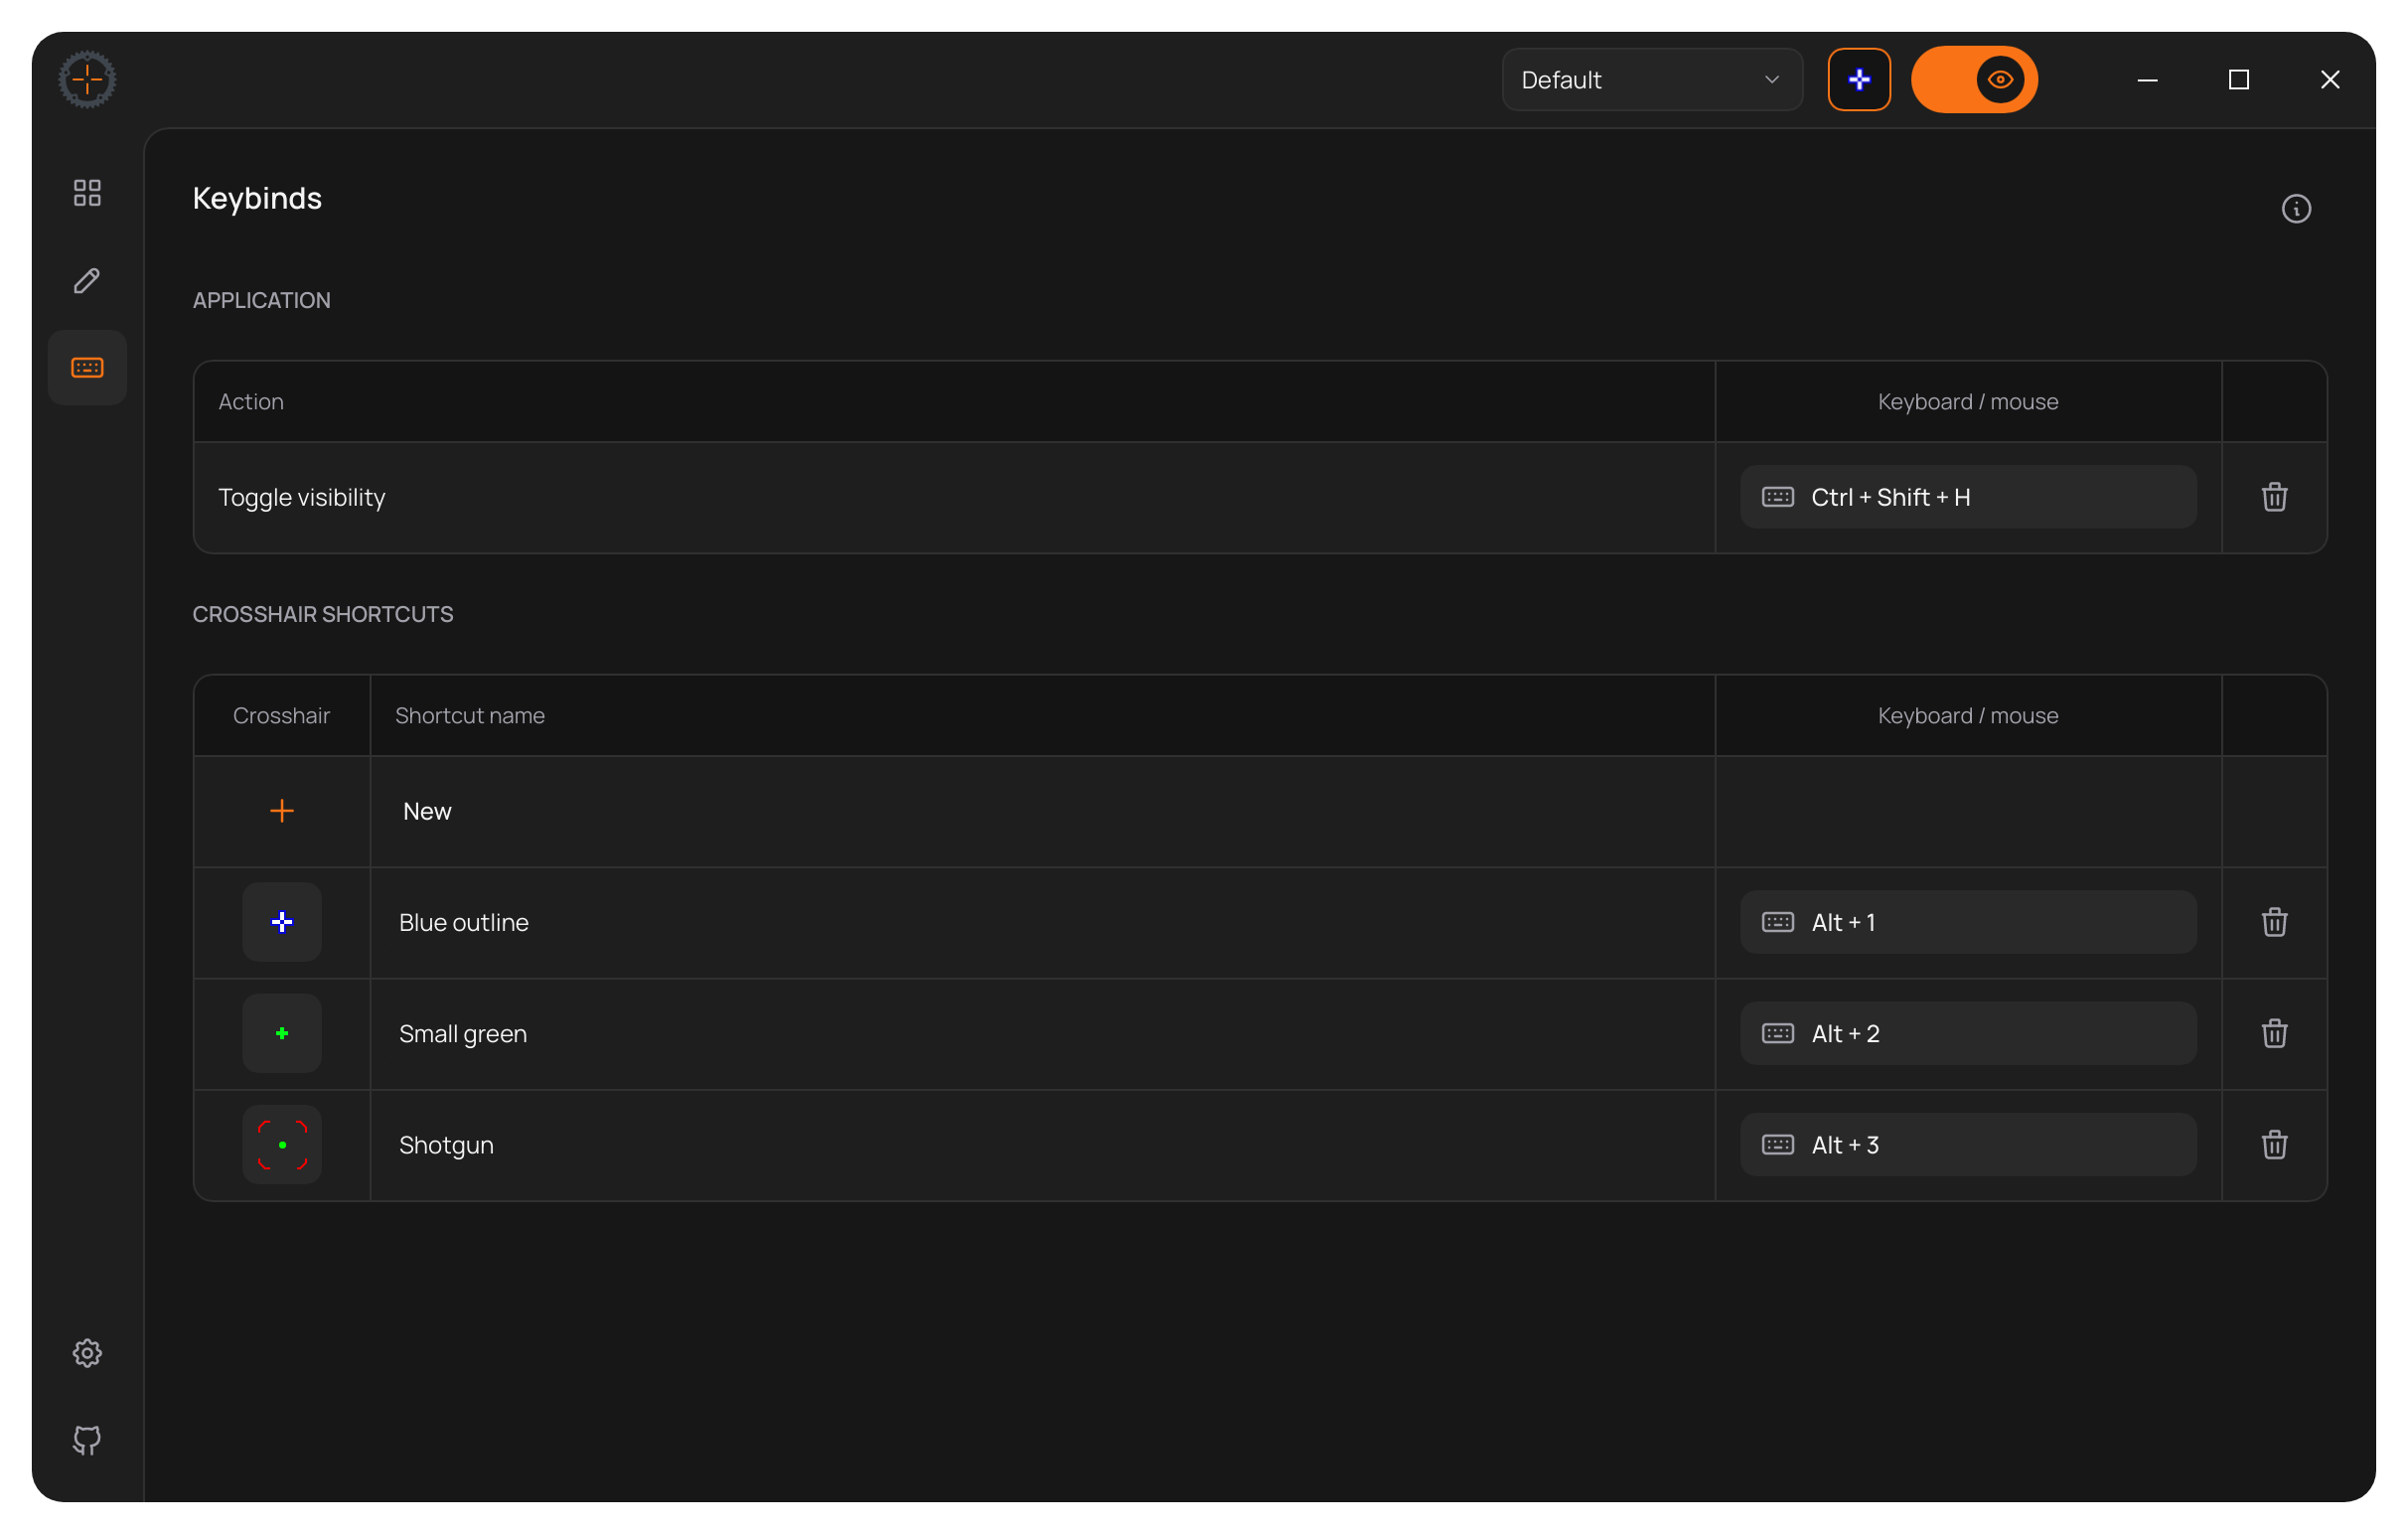 Default
Keybinds
APPLICATION
Action Keyboard / mouse
Toggle visibility Ctrl + Shift + H
CROSSHAIR SHORTCUTS
Crosshair Shortcut name Keyboard / mouse
New
Blue outline Alt + 1
Small green Alt + 2
Shotgun Alt + 3